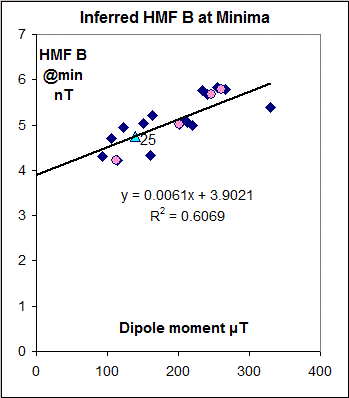 Inferred HMF B at Minima
7
HMF B
@min
nT
6
5
25
4
y = 0.0061x + 3.9021
R² = 0.6069
3
2
1
Dipole moment µT
0
0 100 200 300 400